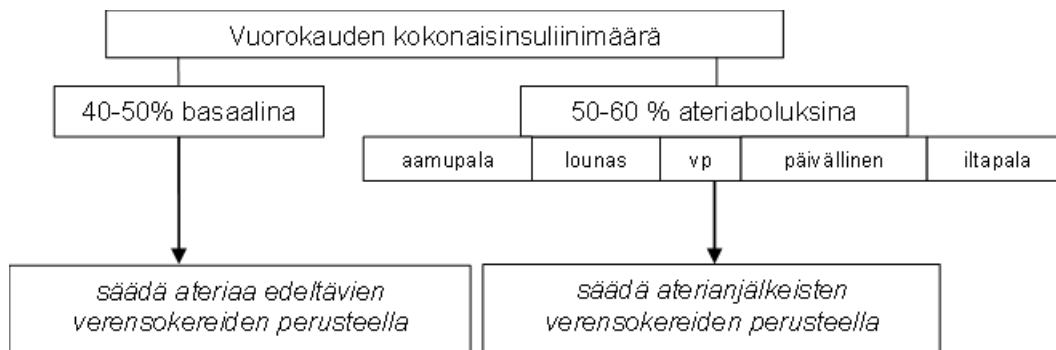 Vuorokauden kokonaisinsuliinimäärä
40-50% basaalina
50-60 % ateriaboluksina
aamupala
lounas
vp
päivällinen
iltapala
säädä ateriaa edeltävien
verensokereiden perusteella
säädä aterianjälkeisten
verensokereiden perusteella